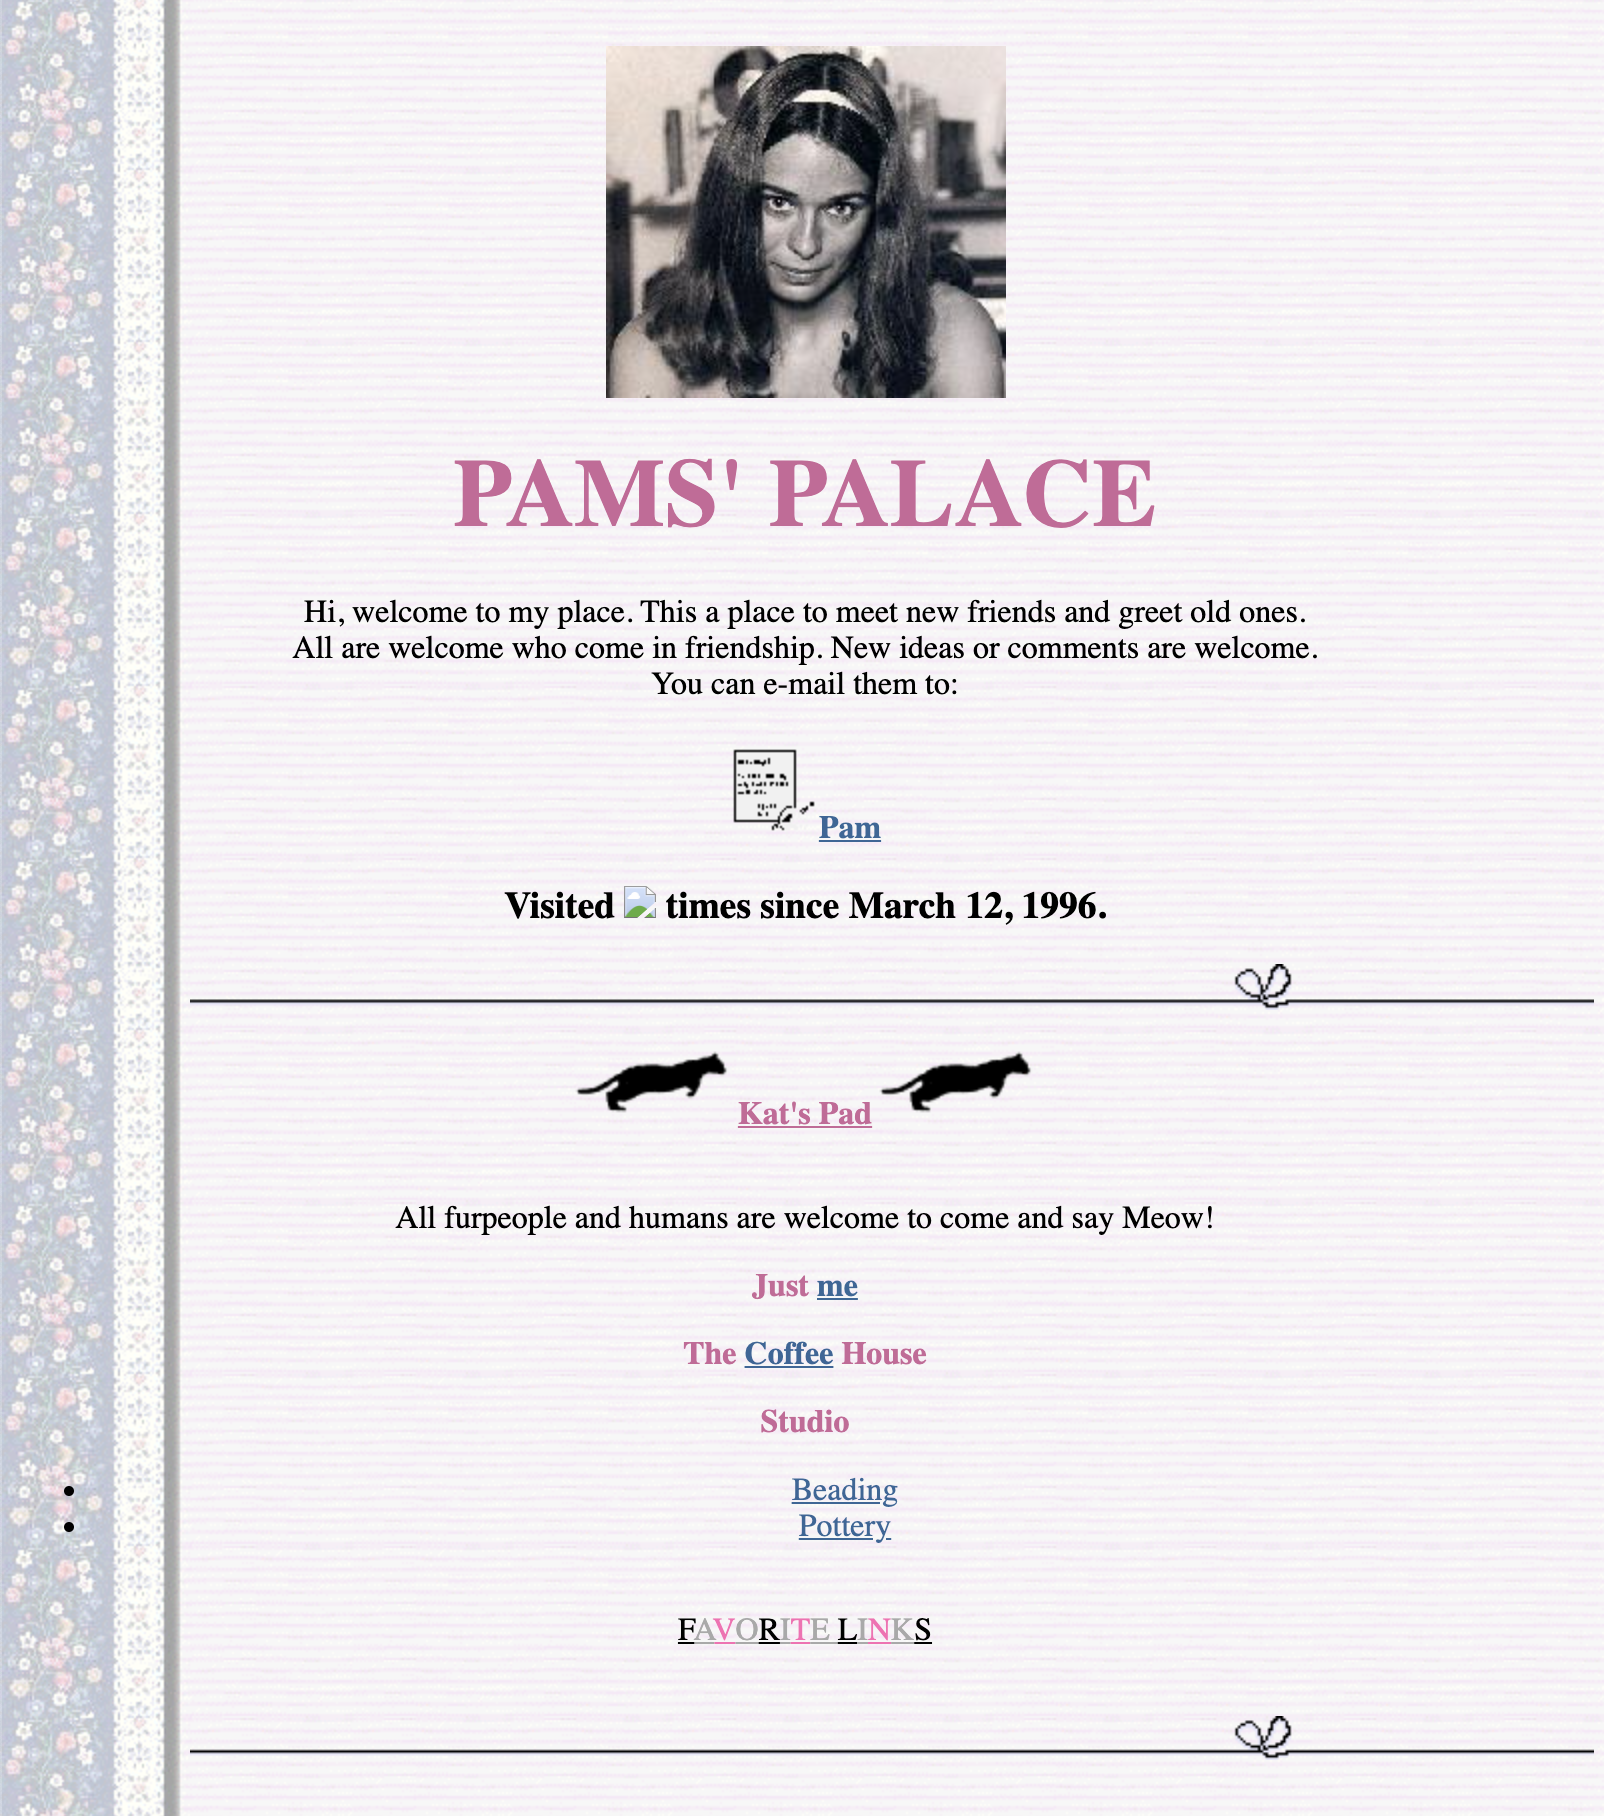 PAMS' PALACE
Hi, welcome to my place. This a place to meet new friends and greet old ones.
All are welcome who come in friendship. New ideas or comments are welcome.
You can e-mail them to:
Pam
Visited times since March 12, 1996.
Kat's Pad
All furpeople and humans are welcome to come and say Meow!
Just me
The Coffee House
Studio
Beading
Pottery
FAVORITE LINKS